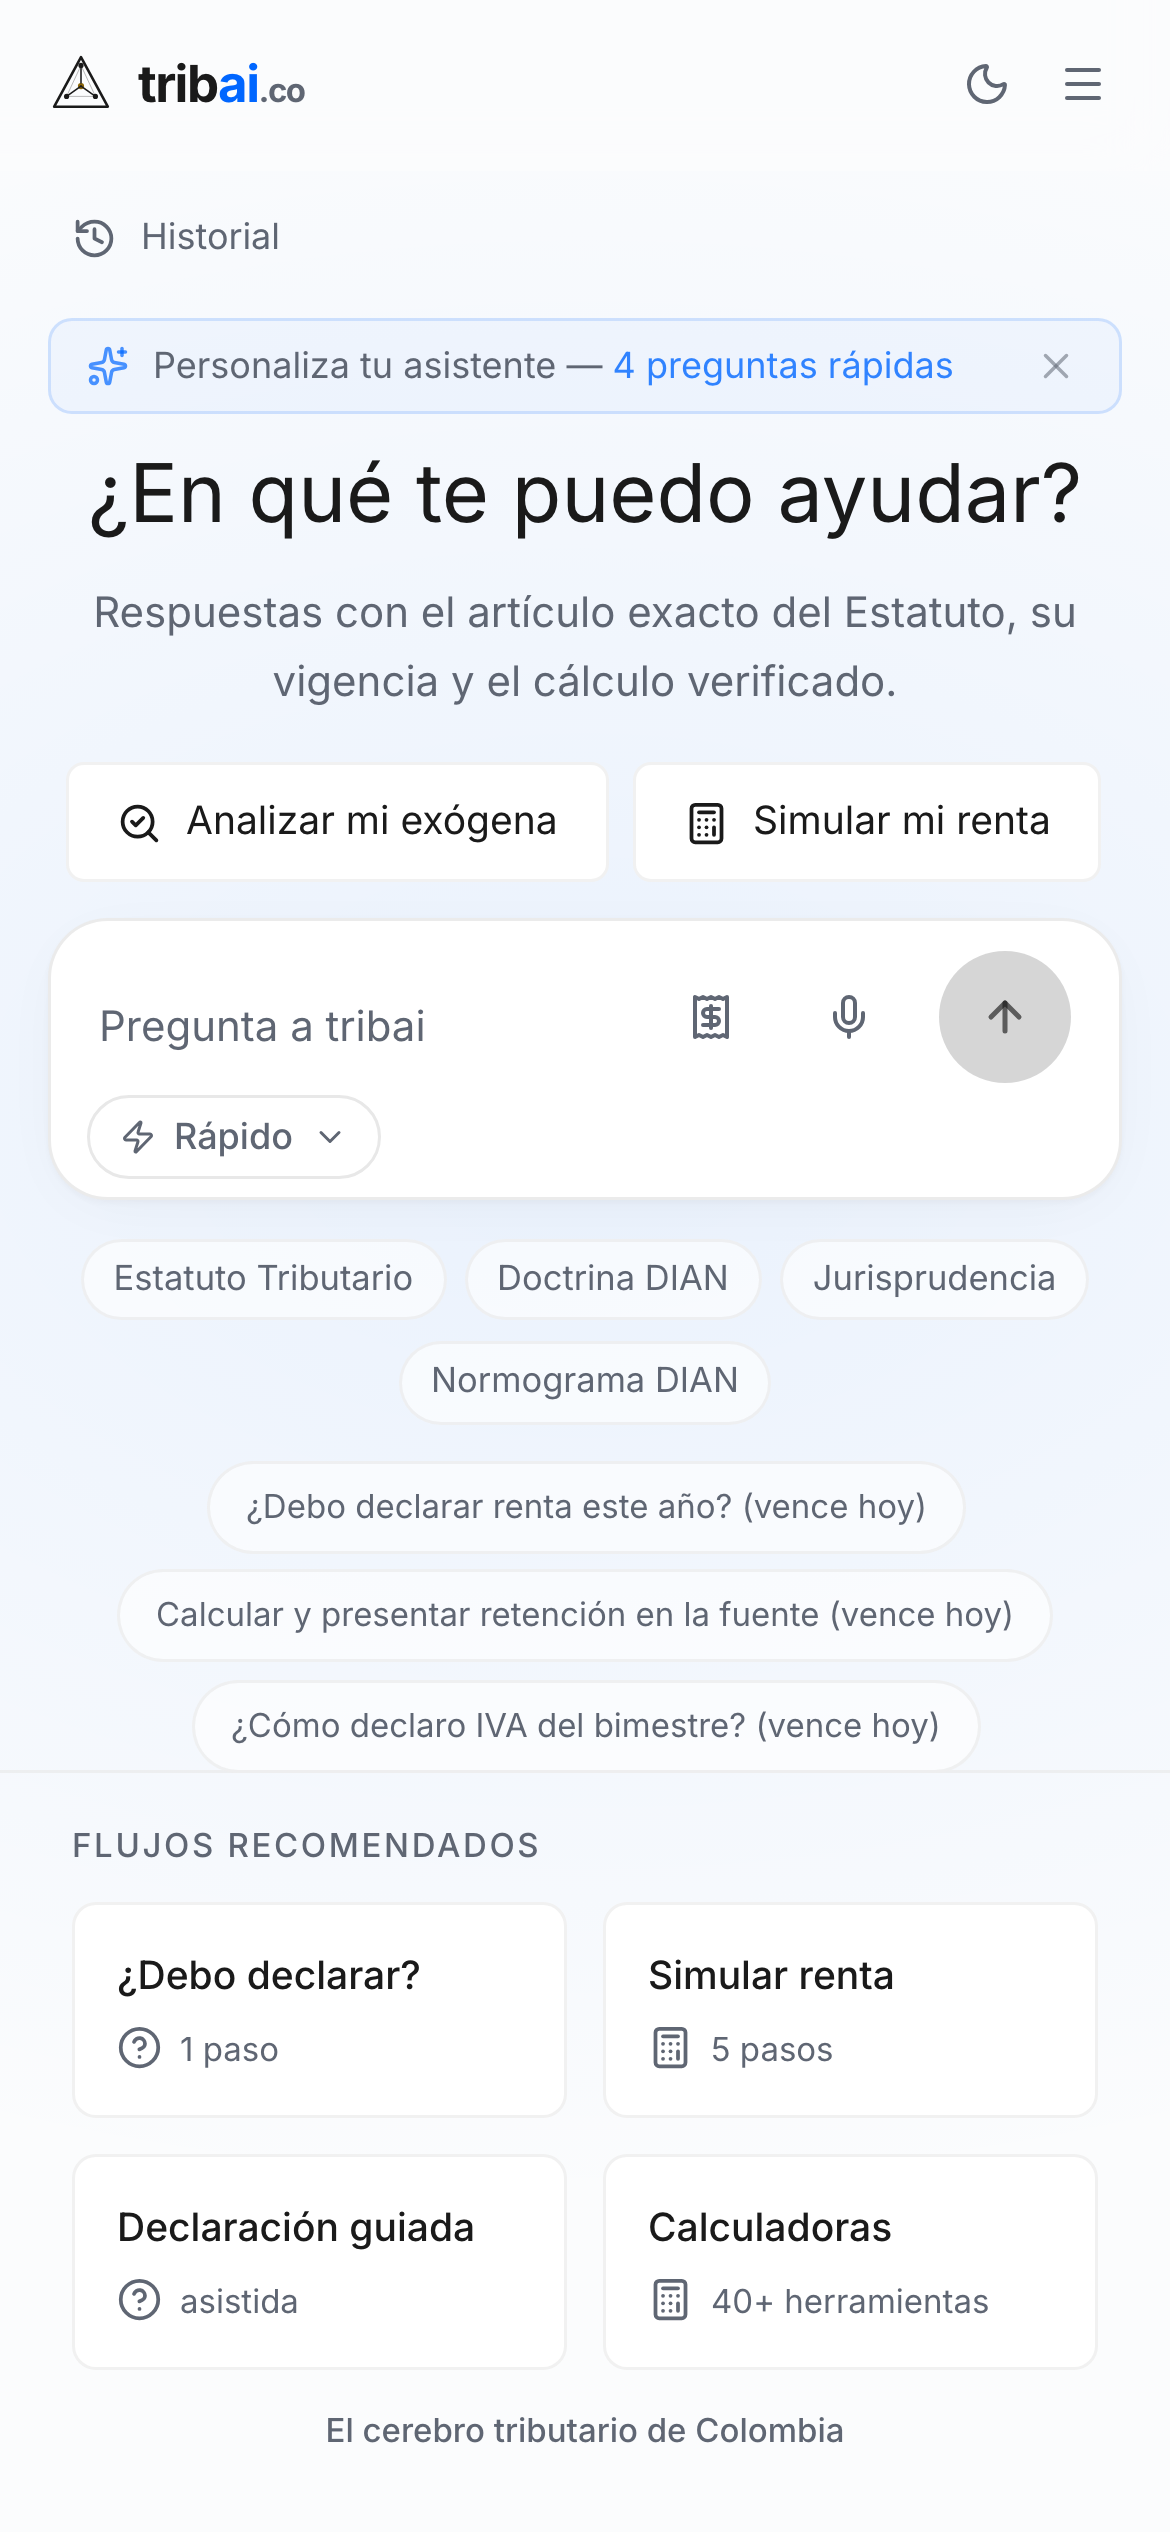 tribai.co
Historial
Personaliza tu asistente — 4 preguntas rápidas
¿En qué te puedo ayudar?
Respuestas con el artículo exacto del Estatuto, su
vigencia y el cálculo verificado.
Analizar mi exógena
Simular mi renta
Pregunta a tribai
Rápido
Estatuto Tributario
Doctrina DIAN
Jurisprudencia
Normograma DIAN
¿Debo declarar renta este año? (vence hoy)
Calcular y presentar retención en la fuente (vence hoy)
¿Cómo declaro IVA del bimestre? (vence hoy)
FLUJOS RECOMENDADOS
¿Debo declarar?
1 paso
Simular renta
5 pasos
Declaración guiada
asistida
Calculadoras
40+ herramientas
El cerebro tributario de Colombia